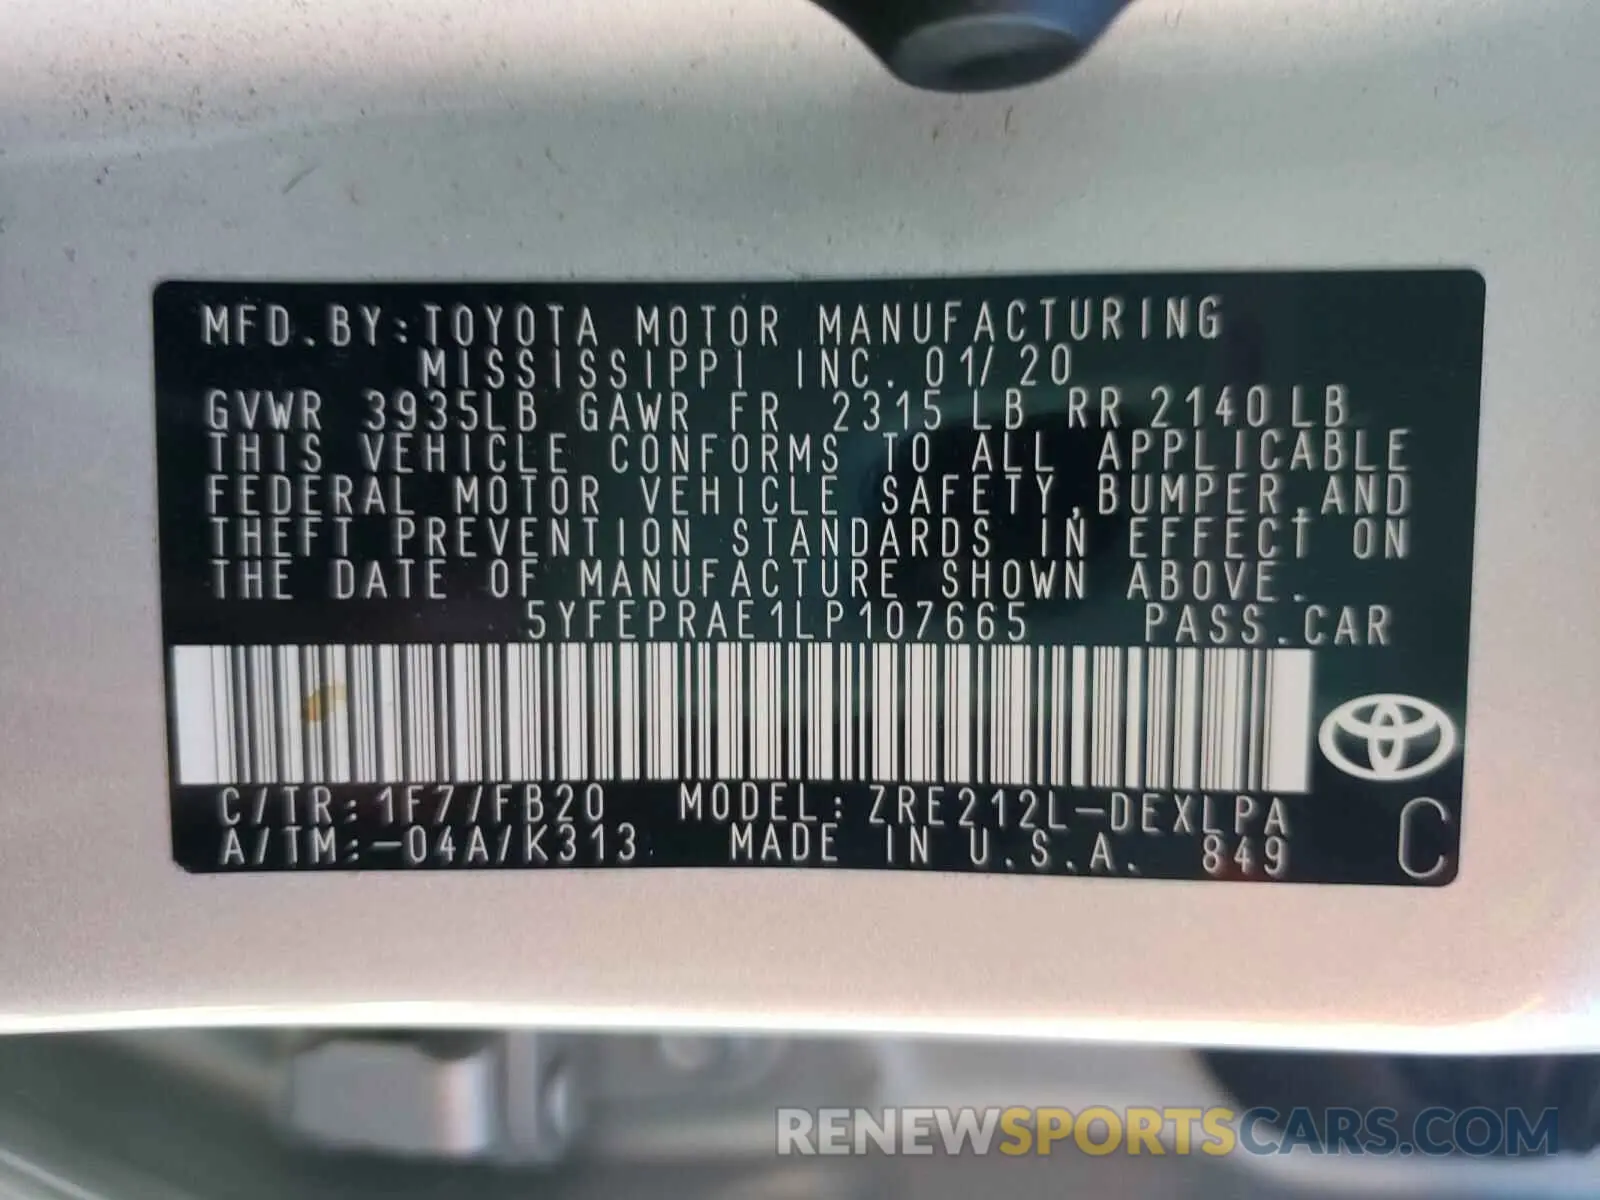 MFD.BY:TOYOTA MOTOR MANUFACTURING
MISSISSIPPI INC. 01/20
GVWR 3935LB GAWR FR 2315 LB RR 2140LB
THIS VEHICLE CONFORMS TO ALL APPLICABLE
FEDERAL MOTOR VEHICLE SAFETY,BUMPER,AND
THEFT PREVENTION STANDARDS IN EFFECT ON
THE DATE OF MANUFACTURE SHOWN ABOVE.
5YFEPRAE1LP107665 PASS.CAR
C/TR:1F7/FB20 MODEL:ZRE212L-DEXLPA
A/TM:-04A/K313 MADE IN U.S.A. 849
C
RENEWSPORTSCARS.COM